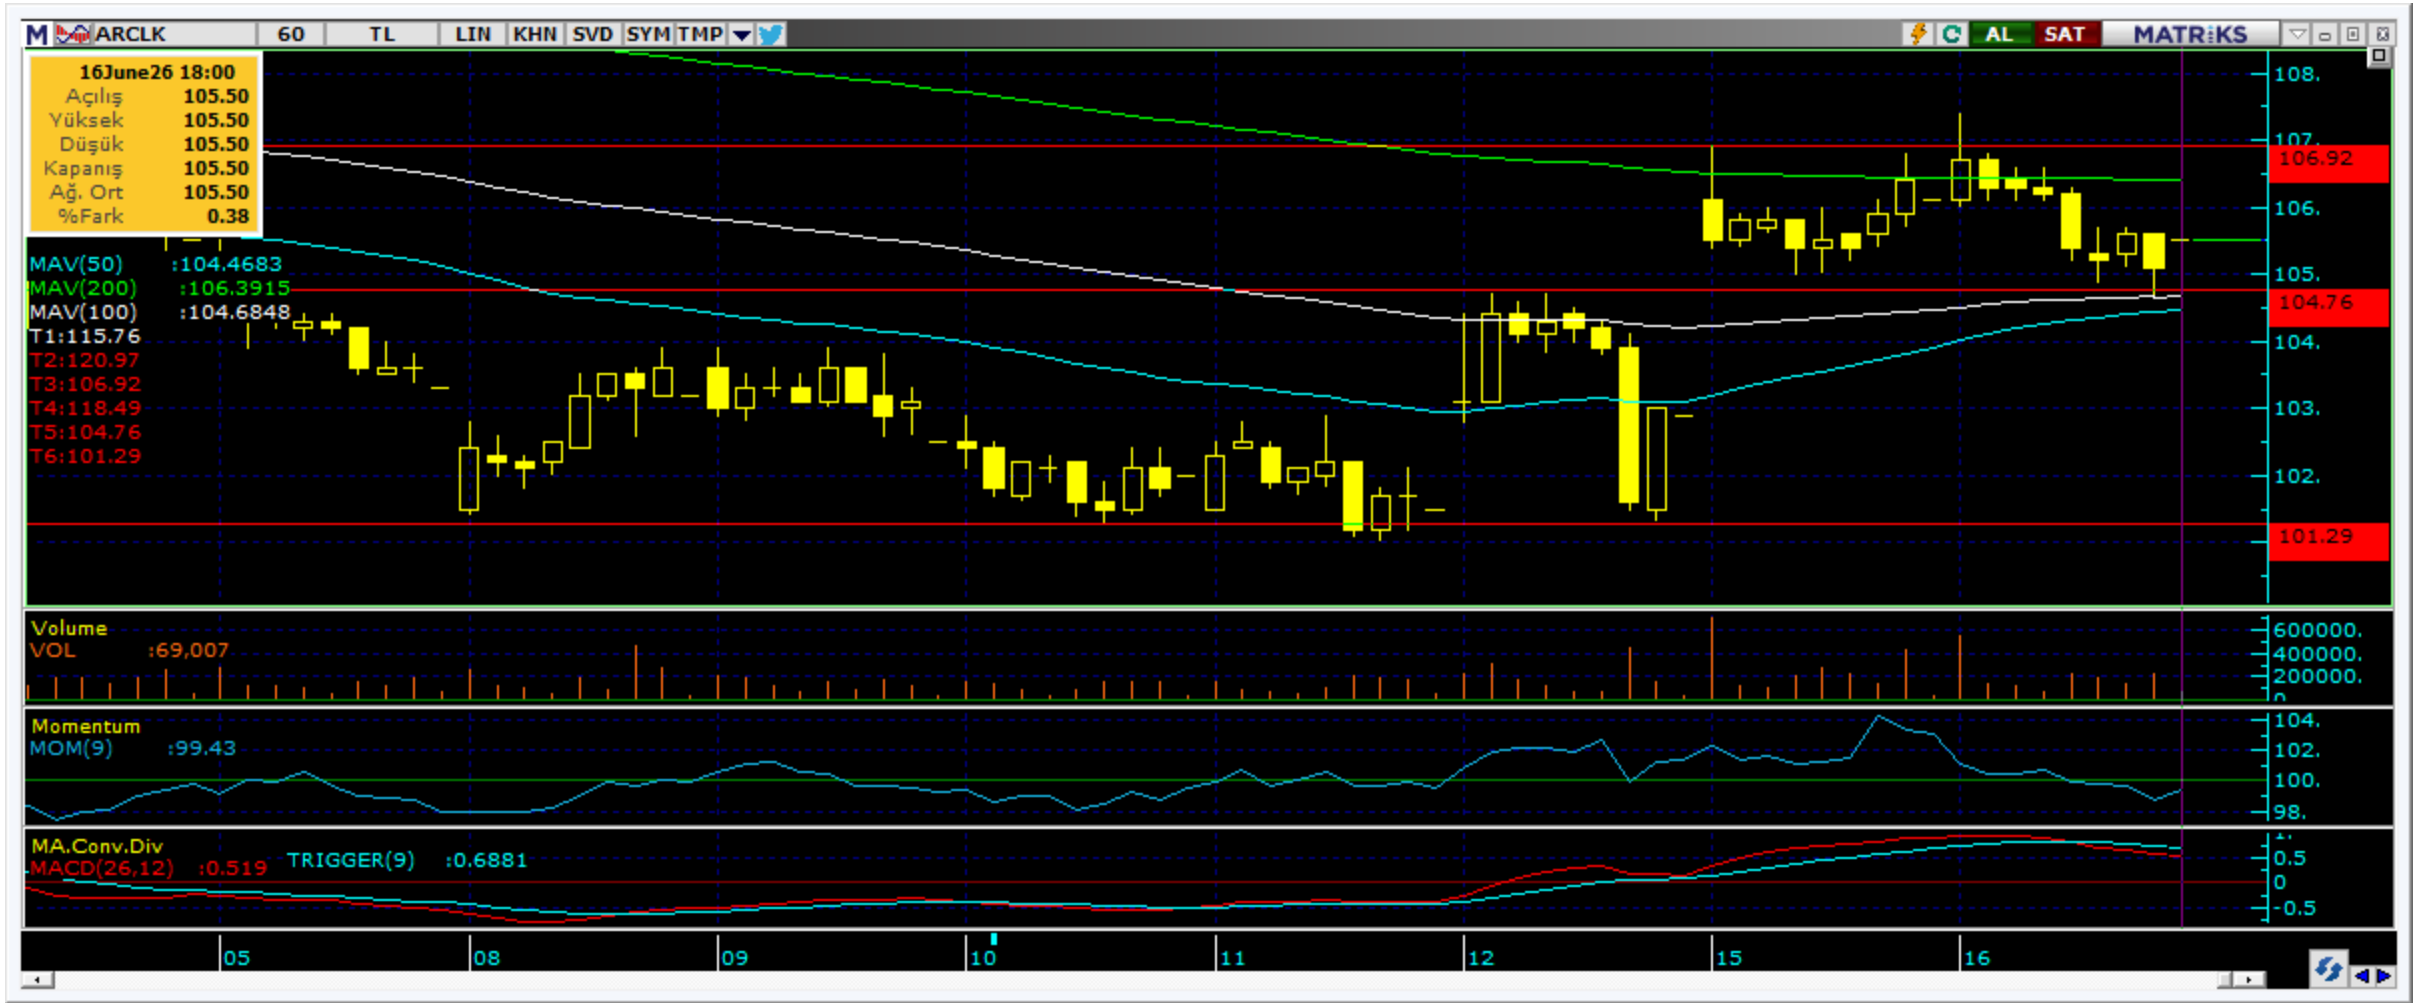 M ARCLK 60 TL LIN KHN SVD SYM TMP AL SAT MATRiKS
16June26 18:00
Açılış 105.50
Yüksek 105.50
Düşük 105.50
Kapanış 105.50
Ağ. Ort 105.50
%Fark 0.38
MAV(50) :104.4683
MAV(200) :106.3915
MAV(100) :104.6848
T1:115.76
T2:120.97
T3:106.92
T4:118.49
T5:104.76
T6:101.29
108.
107.
106.92
106.
105.
104.76
104.
103.
102.
101.29
Volume
VOL :69,007
600000.
400000.
200000.
0
Momentum
MOM(9) :99.43
104.
102.
100.
98.
MA.Conv.Div
MACD(26,12) :0.519 TRIGGER(9) :0.6881
1.
0.5
0
-0.5
05 08 09 10 11 12 15 16